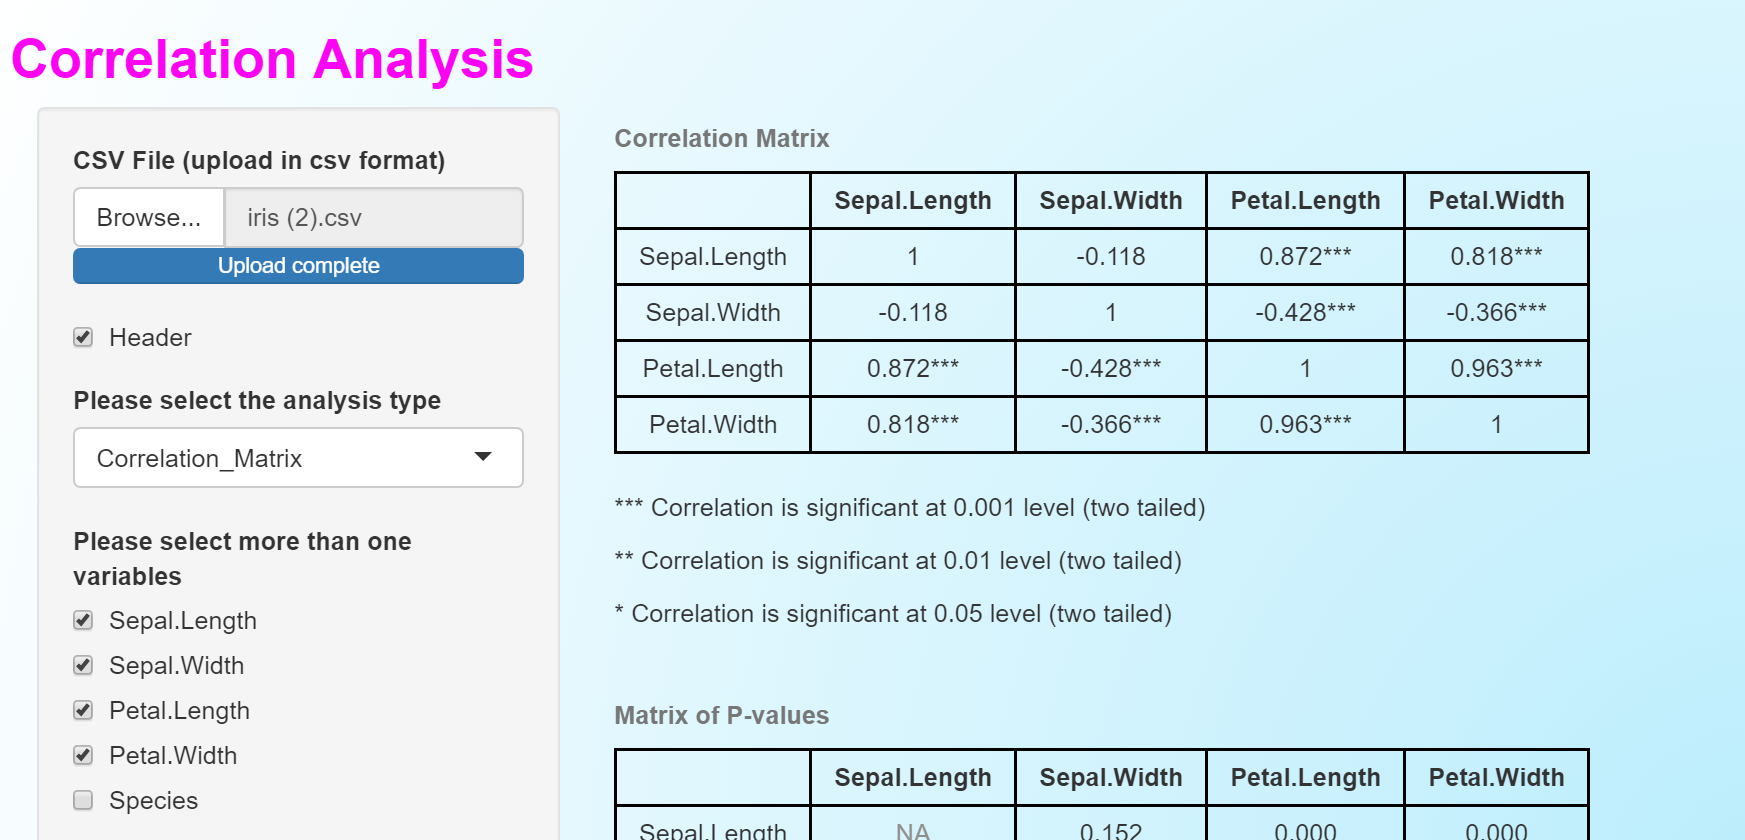 Correlation Analysis
CSV File (upload in csv format)
Browse... iris (2).csv
Upload complete
Header
Please select the analysis type
Correlation_Matrix
Please select more than one
variables
Sepal.Length
Sepal.Width
Petal.Length
Petal.Width
Species
Correlation Matrix
Sepal.Length Sepal.Width Petal.Length Petal.Width
Sepal.Length 1 -0.118 0.872*** 0.818***
Sepal.Width -0.118 1 -0.428*** -0.366***
Petal.Length 0.872*** -0.428*** 1 0.963***
Petal.Width 0.818*** -0.366*** 0.963*** 1
*** Correlation is significant at 0.001 level (two tailed)
** Correlation is significant at 0.01 level (two tailed)
* Correlation is significant at 0.05 level (two tailed)
Matrix of P-values
Sepal.Length Sepal.Width Petal.Length Petal.Width
Sepal.Length NA 0.152 0.000 0.000